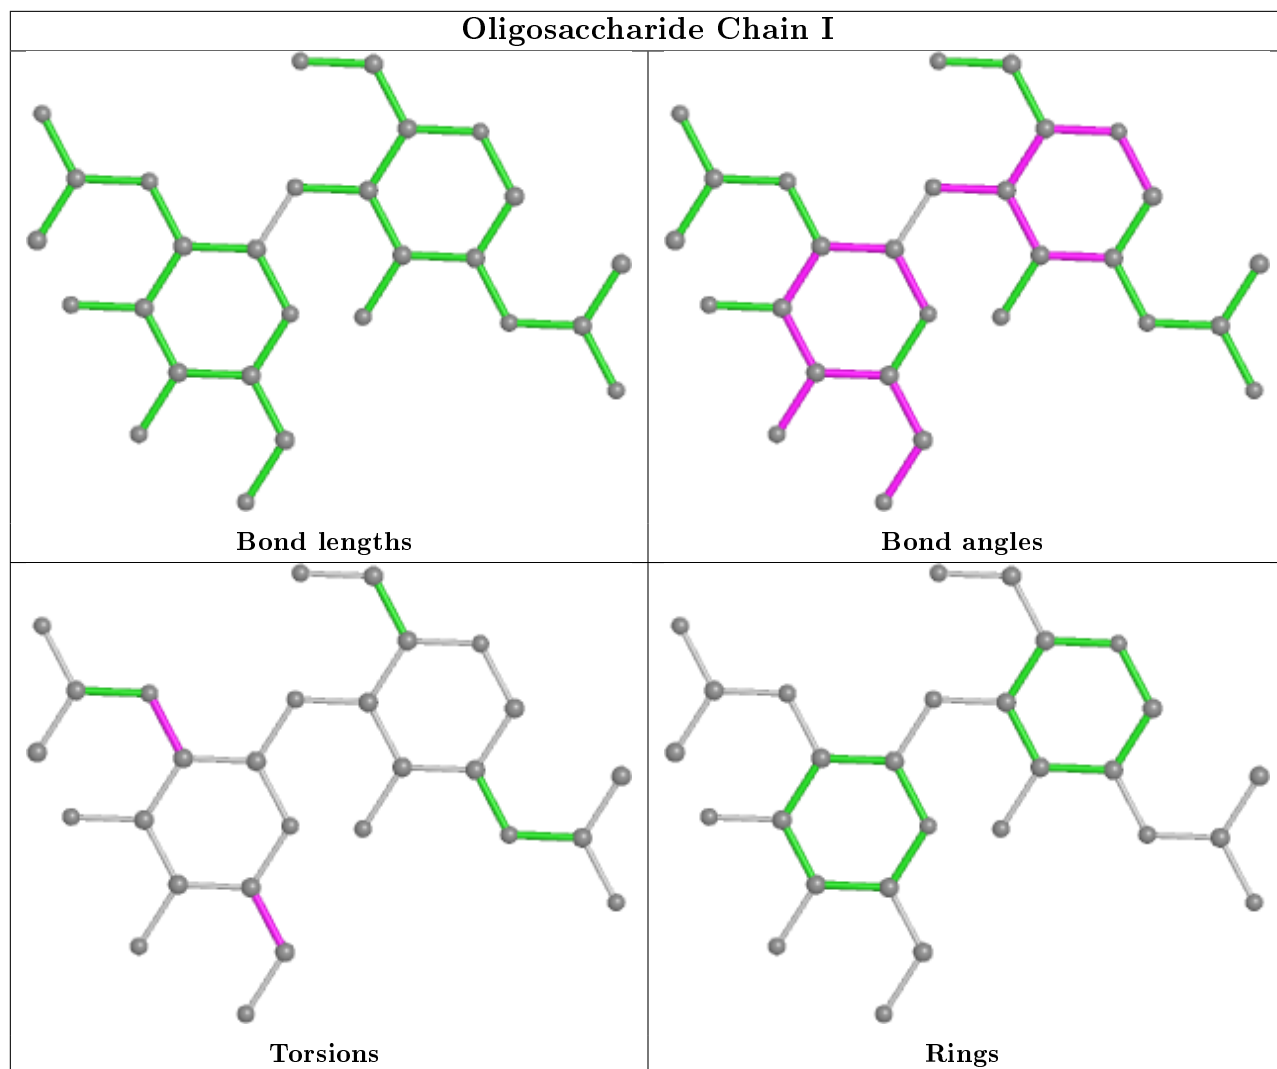 Oligosaccharide Chain I
Bond lengths
Bond angles
Torsions
Rings